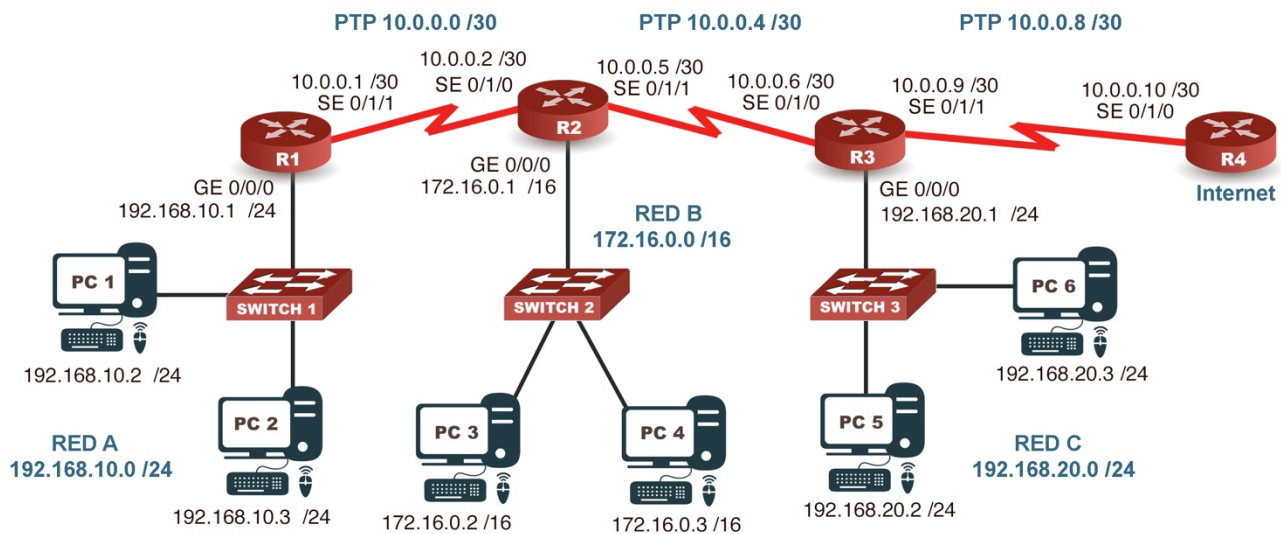 PTP 10.0.0.0 /30
PTP 10.0.0.4 /30
PTP 10.0.0.8 /30
10.0.0.1 /30
SE 0/1/1
10.0.0.2 /30
SE 0/1/0
10.0.0.5 /30
SE 0/1/1
10.0.0.6 /30
SE 0/1/0
10.0.0.9 /30
SE 0/1/1
10.0.0.10 /30
SE 0/1/0
R1
R2
R3
R4
Internet
GE 0/0/0
192.168.10.1 /24
GE 0/0/0
172.16.0.1 /16
GE 0/0/0
192.168.20.1 /24
RED B
172.16.0.0 /16
PC 1
SWITCH 1
SWITCH 2
SWITCH 3
PC 6
192.168.10.2 /24
192.168.20.3 /24
PC 2
PC 3
PC 4
PC 5
RED A
192.168.10.0 /24
RED C
192.168.20.0 /24
192.168.10.3 /24
172.16.0.2 /16
172.16.0.3 /16
192.168.20.2 /24